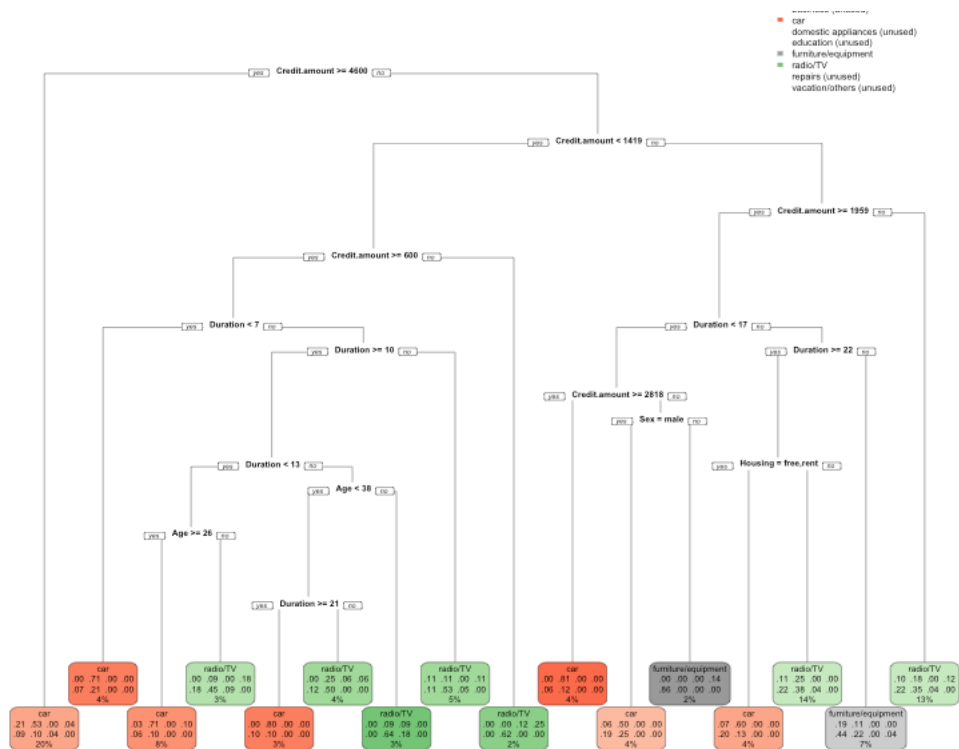 car
domestic appliances (unused)
education (unused)
furniture/equipment
radio/TV
repairs (unused)
vacation/others (unused)
yes Credit.amount >= 4600 no
yes Credit.amount < 1419 no
yes Credit.amount >= 1959 no
yes Credit.amount >= 600 no
yes Duration < 7 no
yes Duration < 17 no
yes Duration >= 10 no
yes Duration >= 22 no
yes Credit.amount >= 2818 no
yes Sex = male no
yes Duration < 13 no
yes Housing = free,rent no
yes Age < 38 no
yes Age >= 26 no
yes Duration >= 21 no
car
.00 .71 .00 .00
.07 .21 .00 .00
4%
radio/TV
.00 .09 .00 .18
.18 .45 .09 .00
3%
radio/TV
.00 .25 .06 .06
.12 .50 .00 .00
4%
radio/TV
.11 .11 .00 .11
.11 .53 .05 .00
5%
car
.00 .81 .00 .00
.06 .12 .00 .00
4%
furniture/equipment
.00 .00 .00 .14
.86 .00 .00 .00
2%
radio/TV
.11 .25 .00 .00
.22 .38 .04 .00
14%
radio/TV
.10 .18 .00 .12
.22 .35 .04 .00
13%
car
.21 .53 .00 .04
.09 .10 .04 .00
20%
car
.03 .71 .00 .10
.06 .10 .00 .00
8%
car
.00 .80 .00 .00
.10 .10 .00 .00
3%
radio/TV
.00 .09 .09 .00
.00 .64 .18 .00
3%
radio/TV
.00 .00 .12 .25
.00 .62 .00 .00
2%
car
.06 .50 .00 .00
.19 .25 .00 .00
4%
car
.07 .60 .00 .00
.20 .13 .00 .00
4%
furniture/equipment
.19 .11 .00 .00
.44 .22 .00 .04
7%